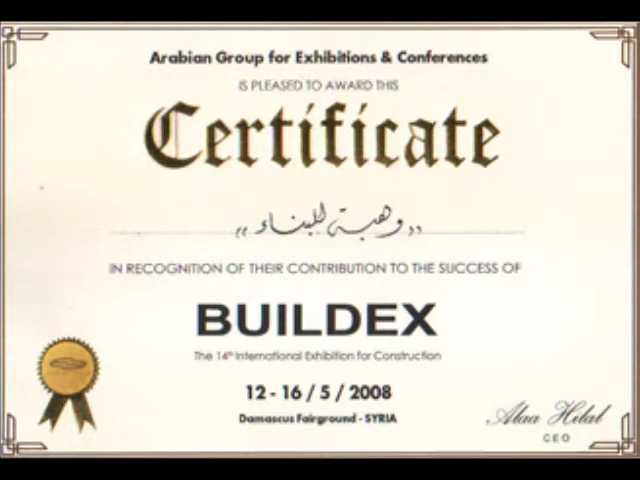 Arabian Group for Exhibitions & Conferences
IS PLEASED TO AWARD THIS
Certificate
« وهبة للبناء »
IN RECOGNITION OF THEIR CONTRIBUTION TO THE SUCCESS OF
BUILDEX
The 14th International Exhibition for Construction
12 - 16 / 5 / 2008
Damascus Fairground - SYRIA
Alaa Hilal
CEO